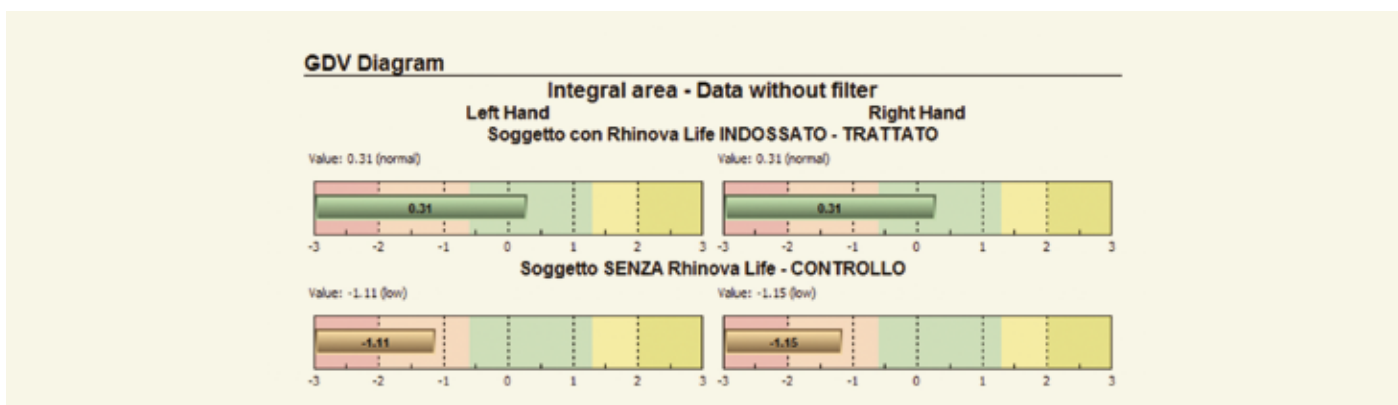 GDV Diagram
Integral area - Data without filter
Left Hand Right Hand
Soggetto con Rhinova Life INDOSSATO - TRATTATO
Value: 0.31 (normal) Value: 0.31 (normal)
0.31 0.31
-3 -2 -1 0 1 2 3 -3 -2 -1 0 1 2 3
Soggetto SENZA Rhinova Life - CONTROLLO
Value: -1.11 (low) Value: -1.15 (low)
-1.11 -1.15
-3 -2 -1 0 1 2 3 -3 -2 -1 0 1 2 3